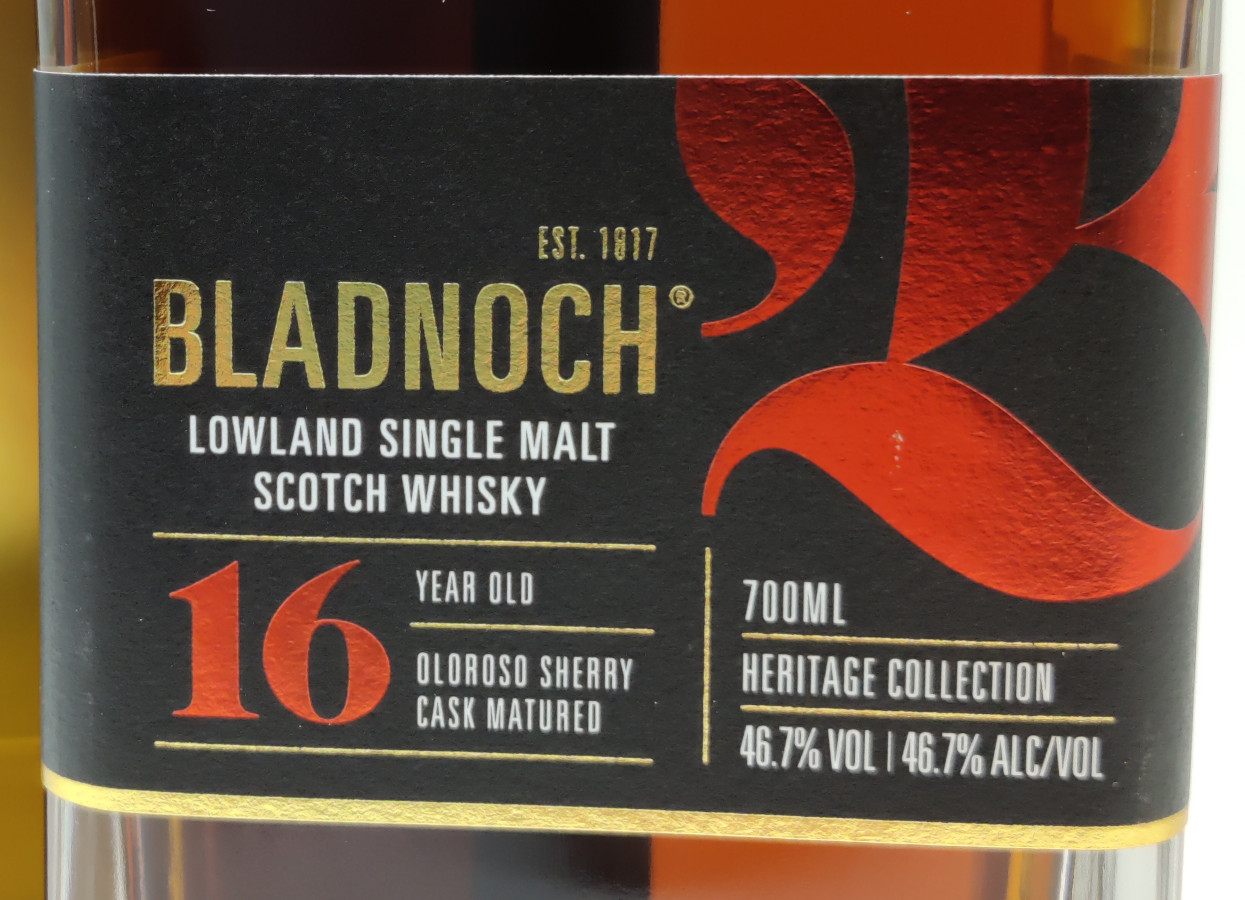 EST. 1817
BLADNOCH®
LOWLAND SINGLE MALT
SCOTCH WHISKY
16
YEAR OLD
OLOROSO SHERRY
CASK MATURED
700ML
HERITAGE COLLECTION
46.7% VOL | 46.7% ALC/VOL